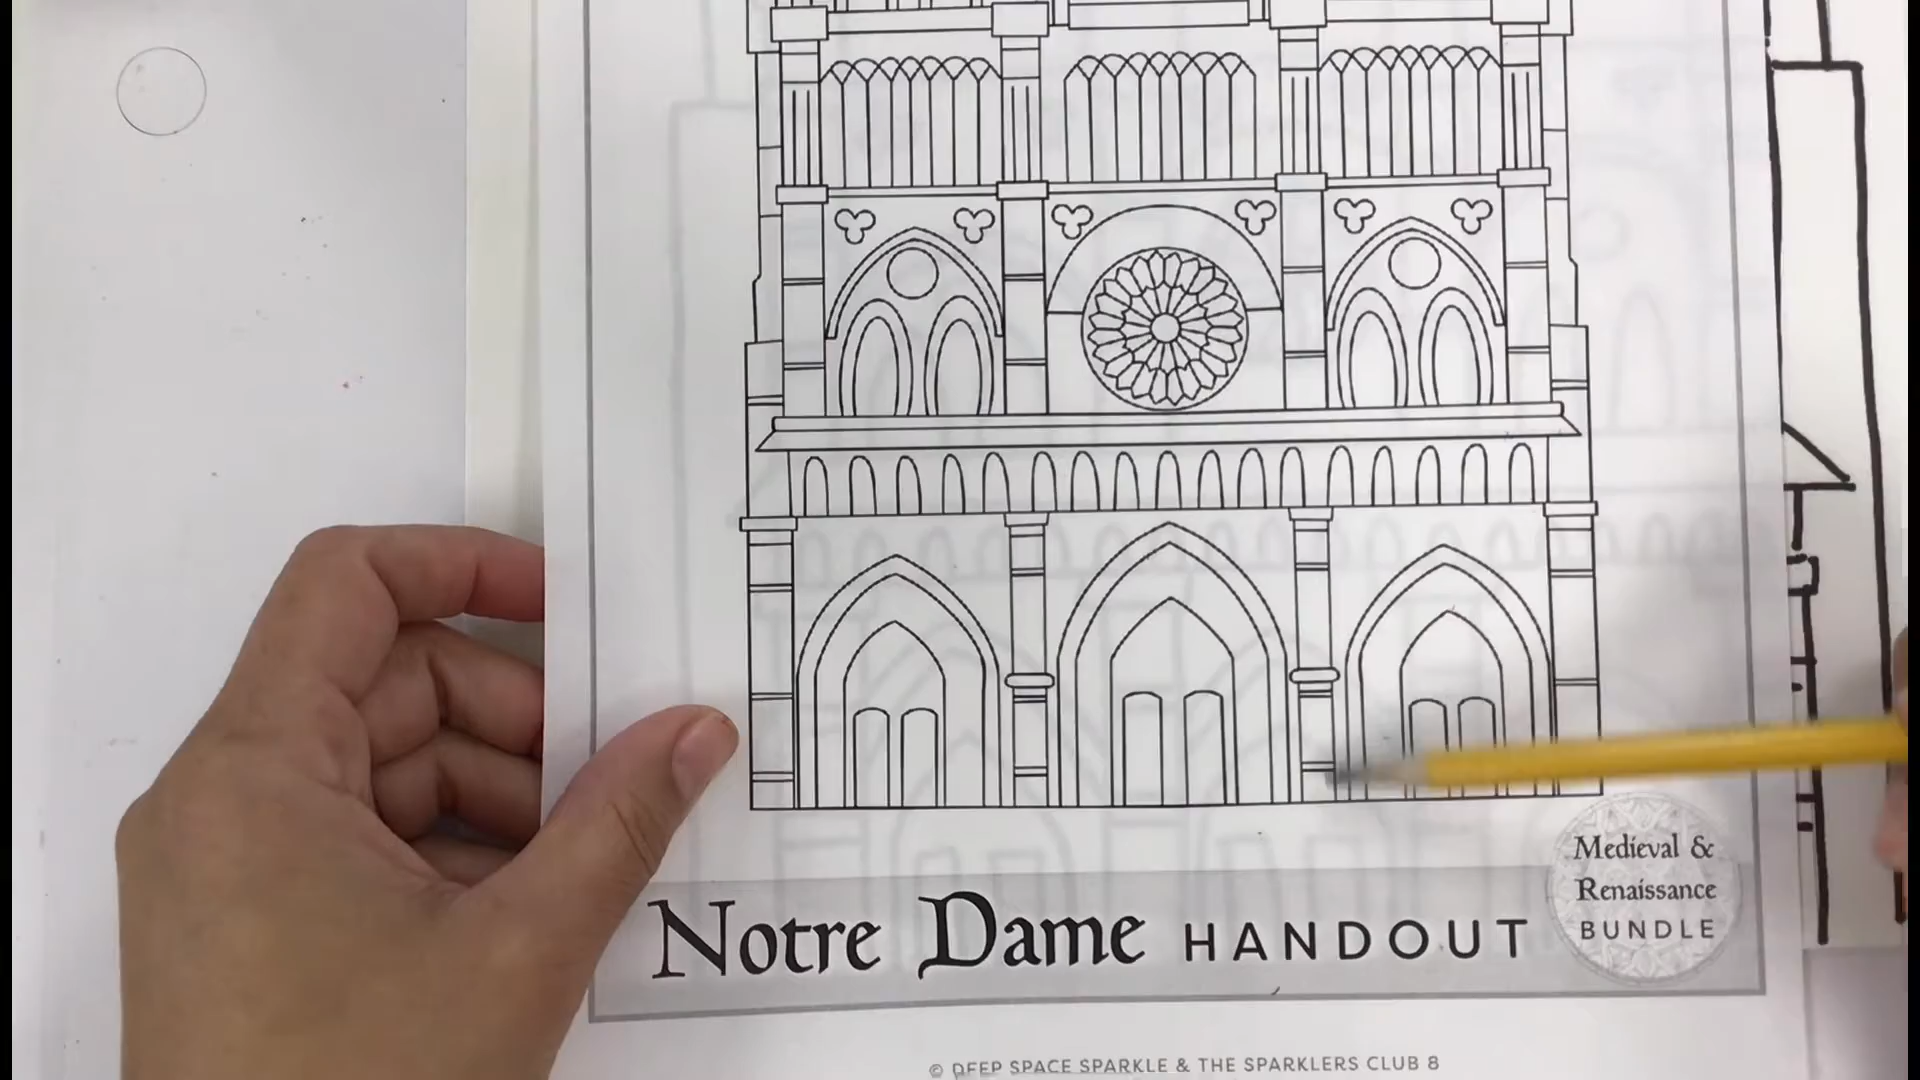 Medieval &
Renaissance
BUNDLE
Notre Dame HANDOUT
© DEEP SPACE SPARKLE & THE SPARKLERS CLUB 8